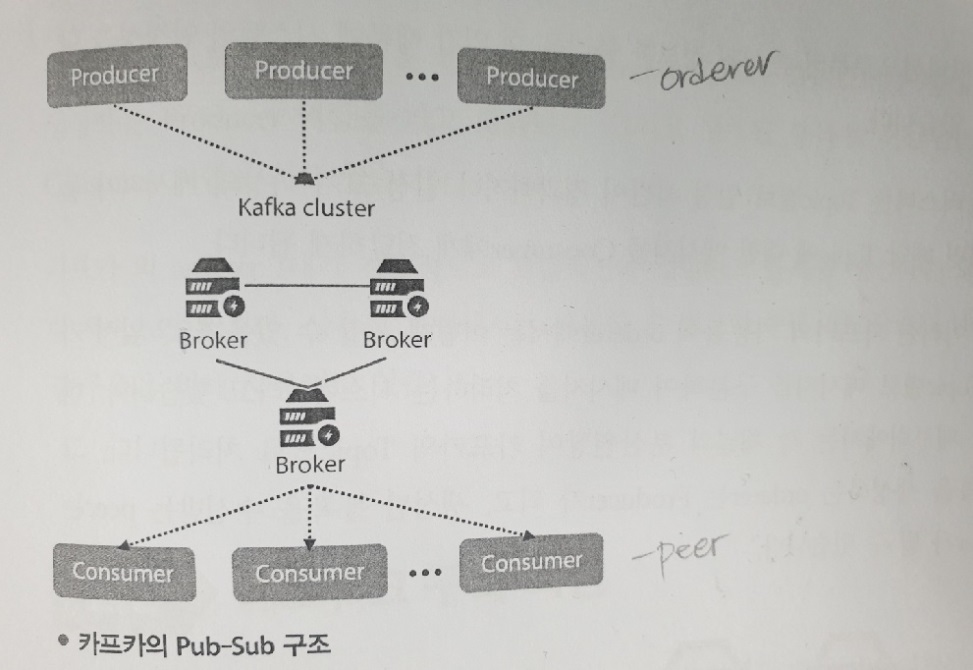 Producer Producer ... Producer -orderer
Kafka cluster
Broker Broker
Broker
Consumer Consumer ... Consumer -peer
• 카프카의 Pub-Sub 구조